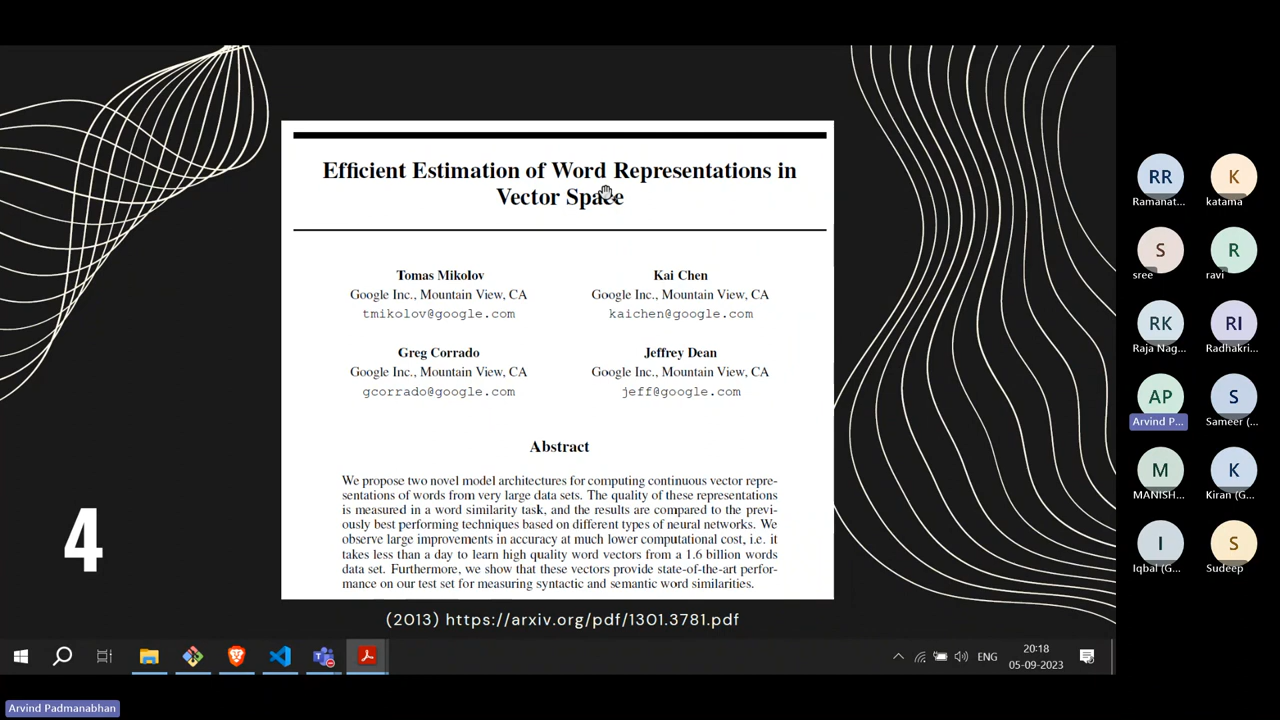 Efficient Estimation of Word Representations in
Vector Space
Tomas Mikolov
Google Inc., Mountain View, CA
tmikolov@google.com
Kai Chen
Google Inc., Mountain View, CA
kaichen@google.com
Greg Corrado
Google Inc., Mountain View, CA
gcorrado@google.com
Jeffrey Dean
Google Inc., Mountain View, CA
jeff@google.com
Abstract
We propose two novel model architectures for computing continuous vector repre-
sentations of words from very large data sets. The quality of these representations
is measured in a word similarity task, and the results are compared to the previ-
ously best performing techniques based on different types of neural networks. We
observe large improvements in accuracy at much lower computational cost, i.e. it
takes less than a day to learn high quality word vectors from a 1.6 billion words
data set. Furthermore, we show that these vectors provide state-of-the-art perfor-
mance on our test set for measuring syntactic and semantic word similarities.
4
(2013) https://arxiv.org/pdf/1301.3781.pdf
RR
Ramanat...
K
katama
S
sree
R
ravi
RK
Raja Nag...
RI
Radhakri...
AP
Arvind P...
S
Sameer (...
M
MANISH...
K
Kiran (G...
I
Iqbal (G...
S
Sudeep
ENG
20:18
05-09-2023
Arvind Padmanabhan